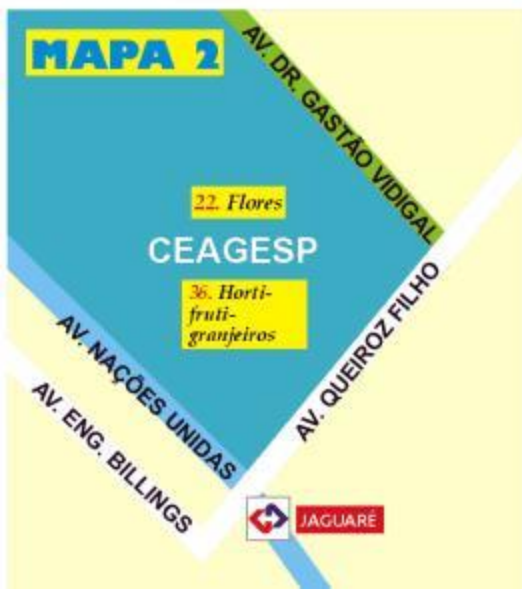 MAPA 2
AV. DR. GASTÃO VIDIGAL
22. Flores
CEAGESP
36. Horti-
fruti-
granjeiros
AV. QUEIROZ FILHO
AV. NAÇÕES UNIDAS
AV. ENG. BILLINGS
JAGUARÉ